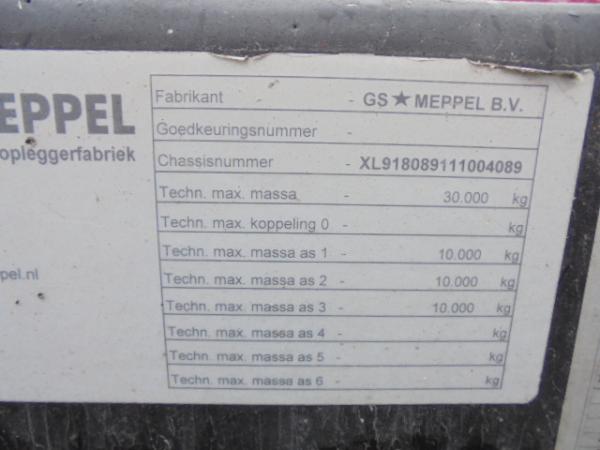 EPPEL
opleggerfabriek
pel.nl
Fabrikant - GS★MEPPEL B.V.
Goedkeuringsnummer -
Chassisnummer - XL918089111004089
Techn. max. massa - 30.000 kg
Techn. max. koppeling 0 - kg
Techn. max. massa as 1 - 10.000 kg
Techn. max. massa as 2 - 10.000 kg
Techn. max. massa as 3 - 10.000 kg
Techn. max. massa as 4 - kg
Techn. max. massa as 5 - kg
Techn. max. massa as 6 - kg